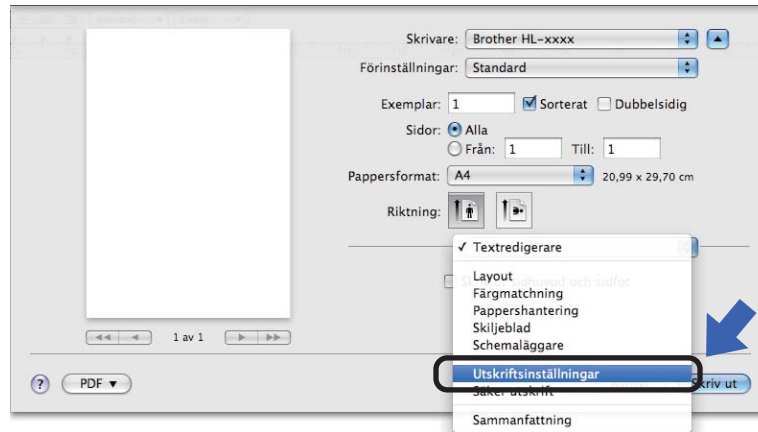 Skrivare: Brother HL-xxxx
Förinställningar: Standard
Exemplar: 1 Sorterat Dubbelsidig
Sidor: Alla
Från: 1 Till: 1
Pappersformat: A4 20,99 x 29,70 cm
Riktning:
✓ Textredigerare
Layout
Färgmatchning
Pappershantering
Skiljeblad
Schemaläggare
1 av 1
Utskriftsinställningar
? PDF ▼ Skriv ut
Säker utskrift
Sammanfattning